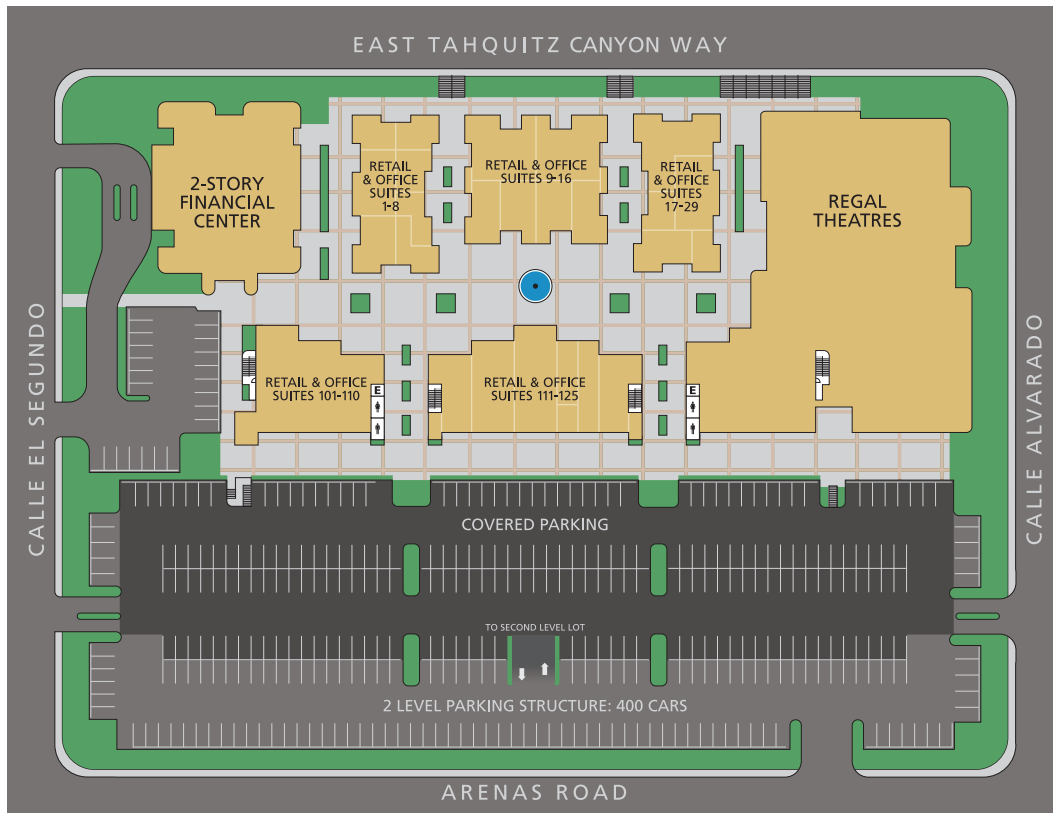 EAST TAHQUITZ CANYON WAY
2-STORY
FINANCIAL
CENTER
RETAIL
& OFFICE
SUITES
1-8
RETAIL & OFFICE
SUITES 9-16
RETAIL
& OFFICE
SUITES
17-29
REGAL
THEATRES
CALLE EL SEGUNDO
CALLE ALVARADO
RETAIL & OFFICE
SUITES 101-110
E
RETAIL & OFFICE
SUITES 111-125
E
COVERED PARKING
TO SECOND LEVEL LOT
2 LEVEL PARKING STRUCTURE: 400 CARS
ARENAS ROAD